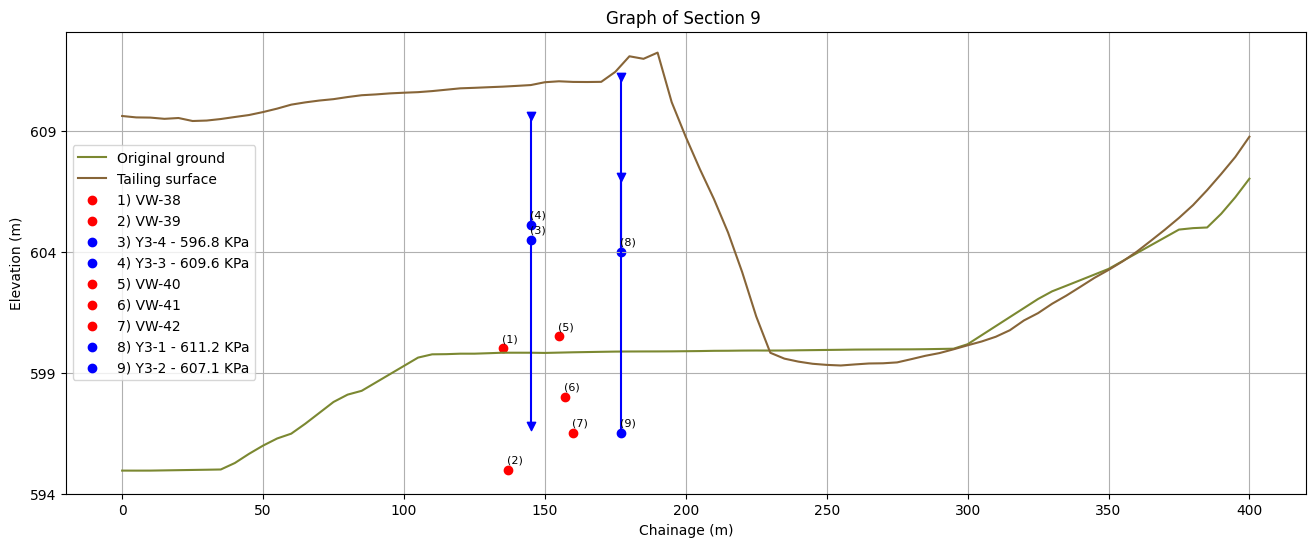 Graph of Section 9
Elevation (m)
609
604
599
594
Original ground
Tailing surface
1) VW-38
2) VW-39
3) Y3-4 - 596.8 KPa
4) Y3-3 - 609.6 KPa
5) VW-40
6) VW-41
7) VW-42
8) Y3-1 - 611.2 KPa
9) Y3-2 - 607.1 KPa
(4)
(3)
(8)
(1)
(5)
(6)
(7)
(9)
(2)
0 50 100 150 200 250 300 350 400
Chainage (m)